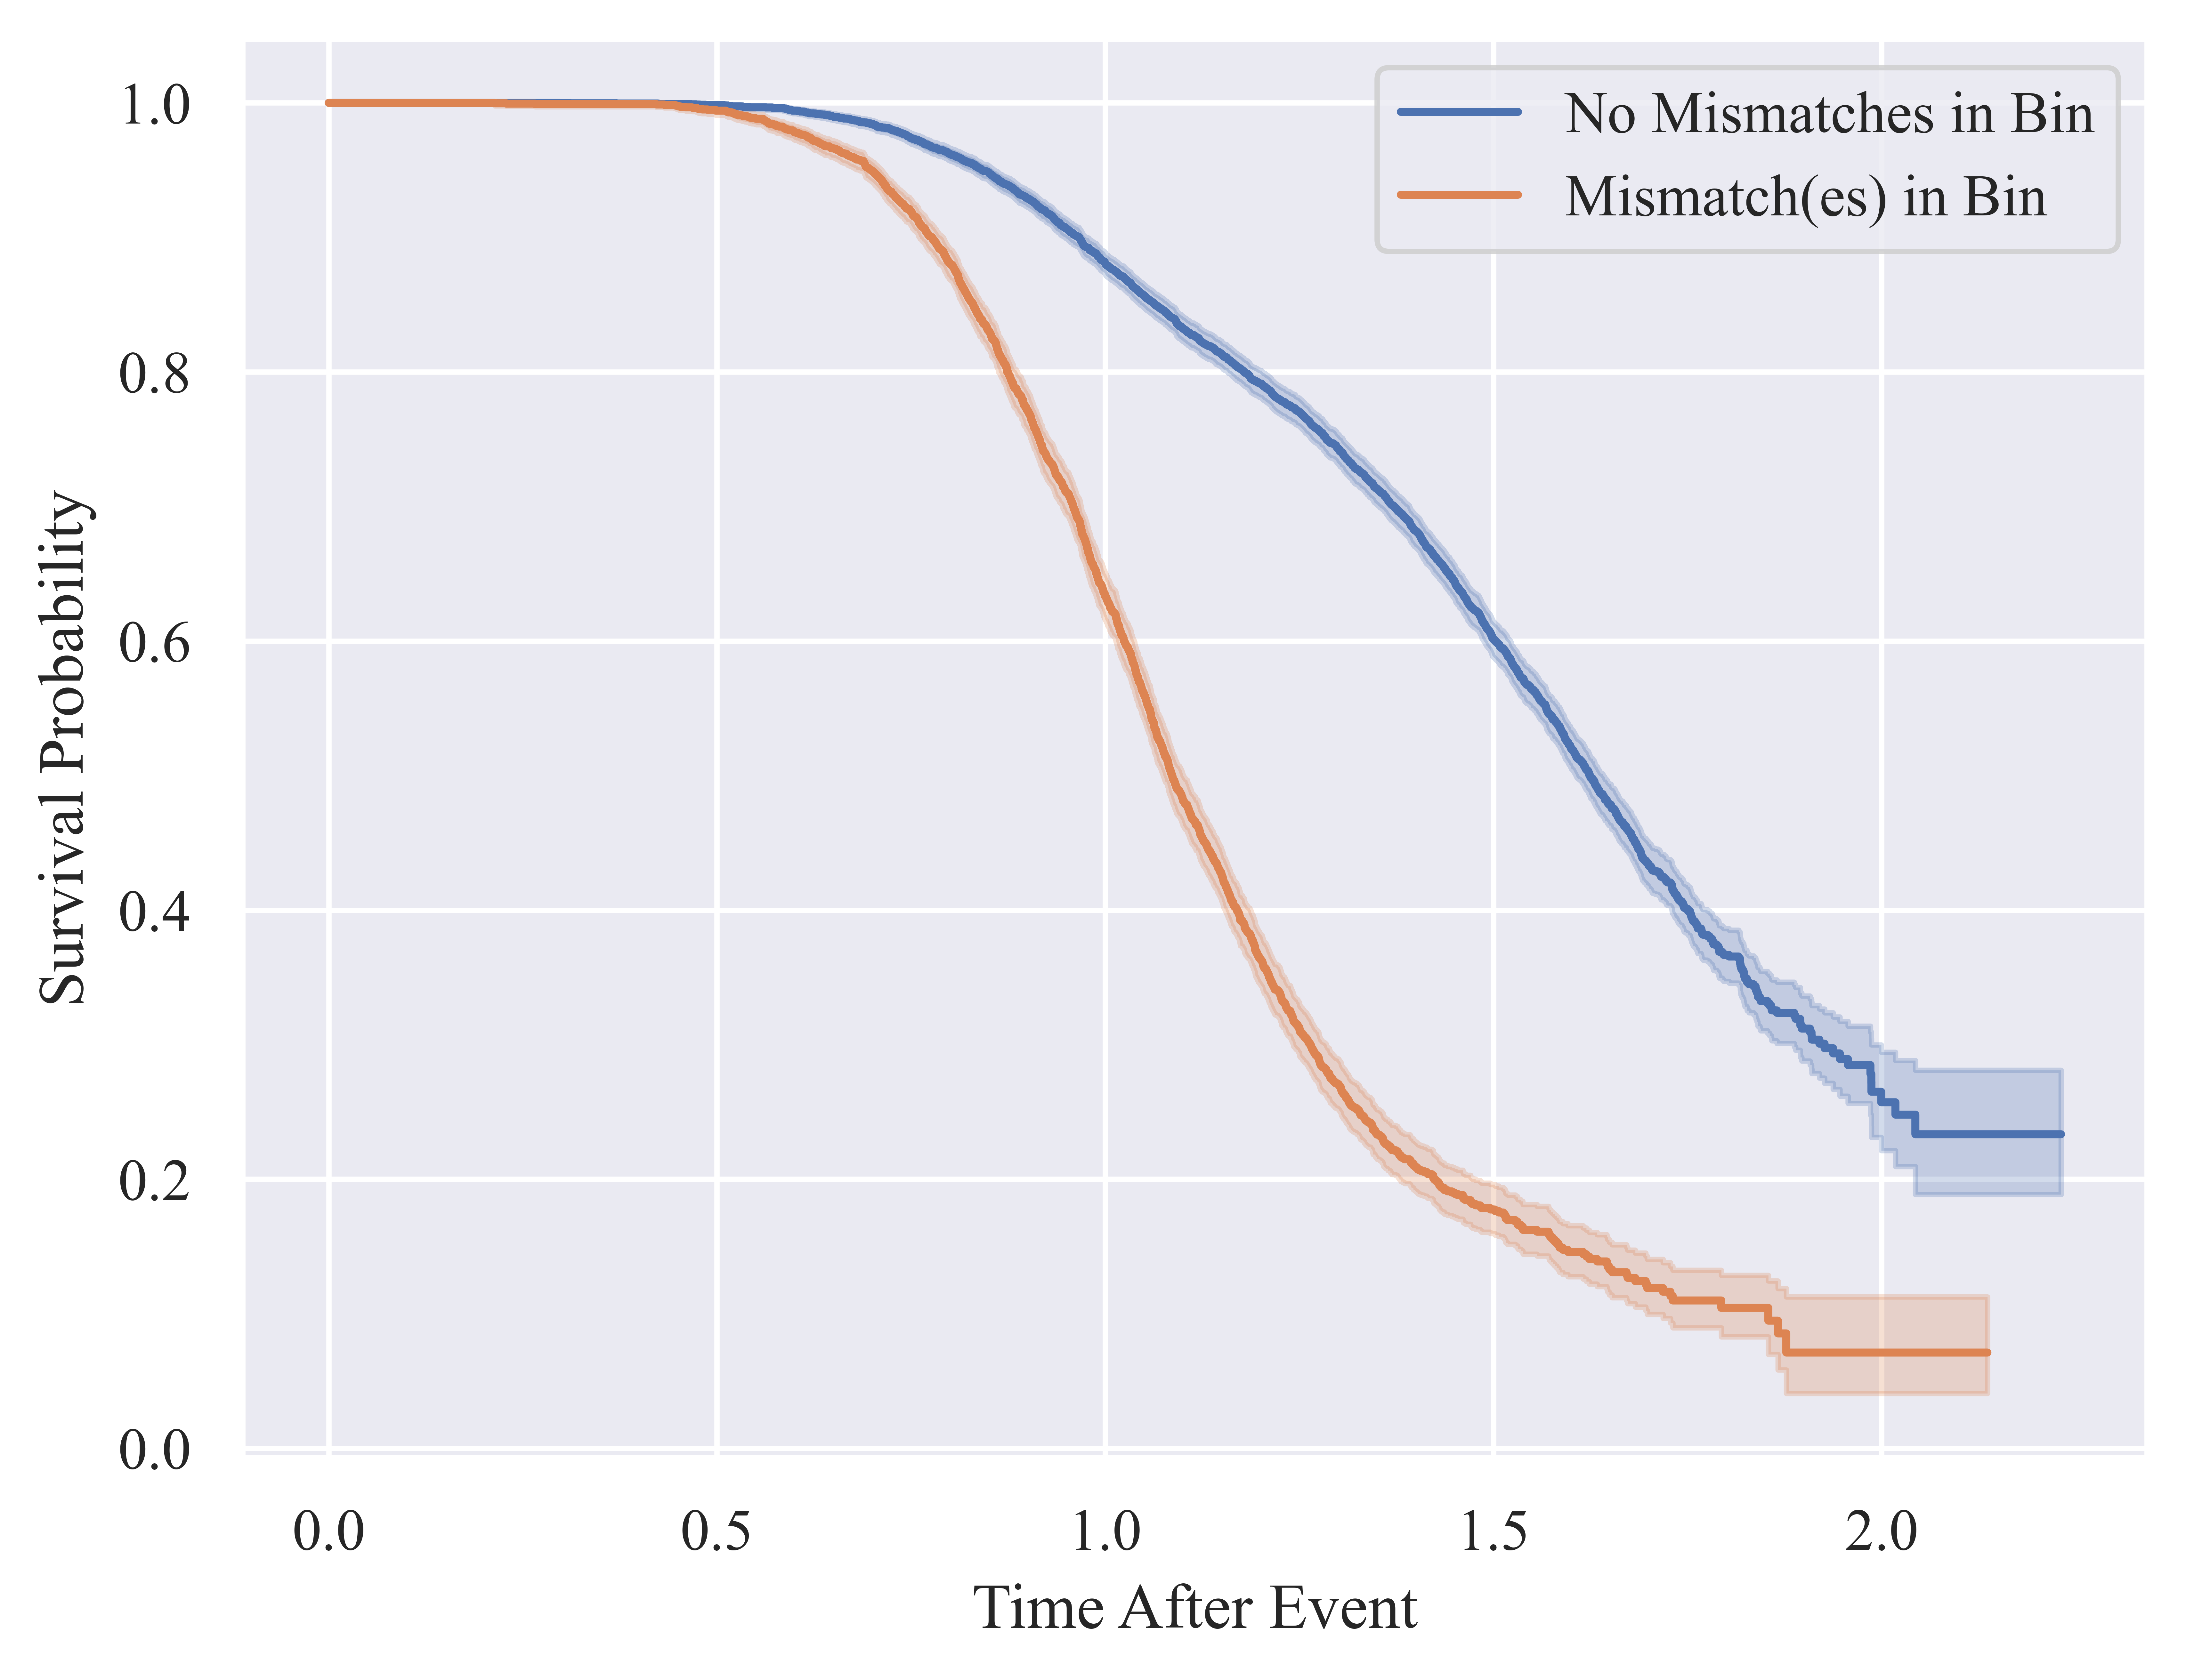 No Mismatches in Bin
Mismatch(es) in Bin
1.0
0.8
0.6
0.4
0.2
0.0
Survival Probability
0.0 0.5 1.0 1.5 2.0
Time After Event